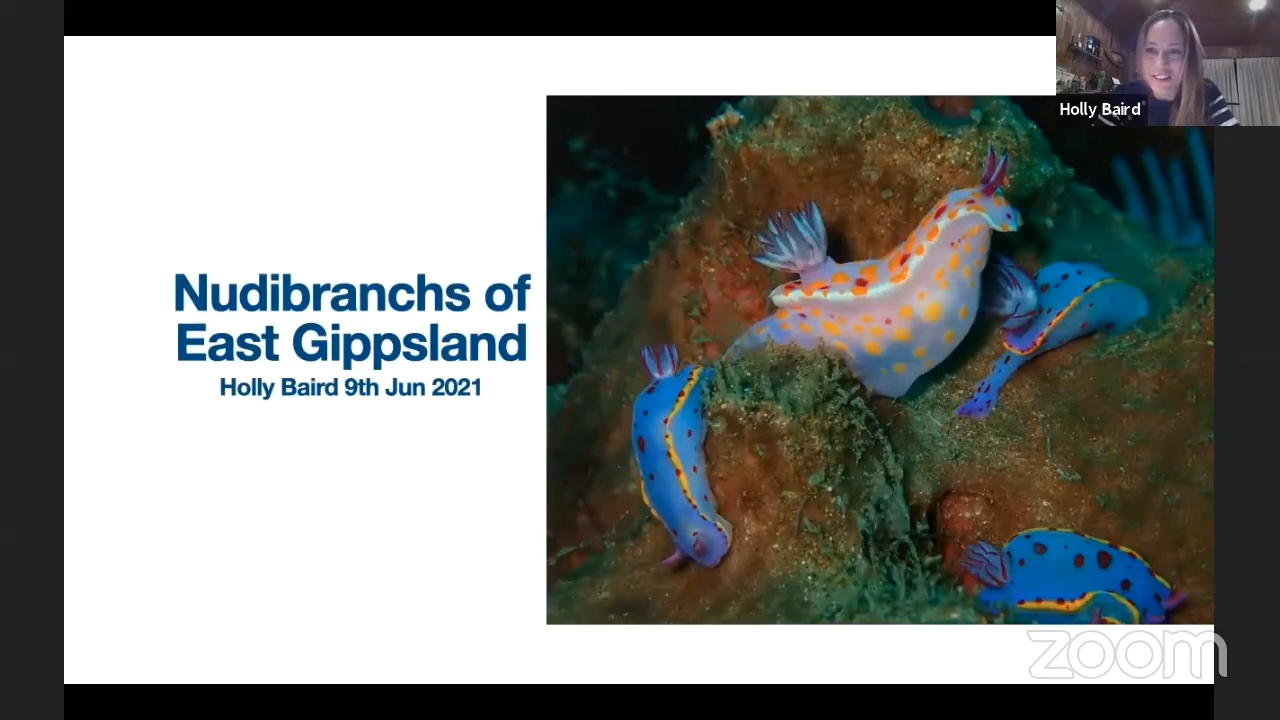 Holly Baird
Nudibranchs of
East Gippsland
Holly Baird 9th Jun 2021
zoom